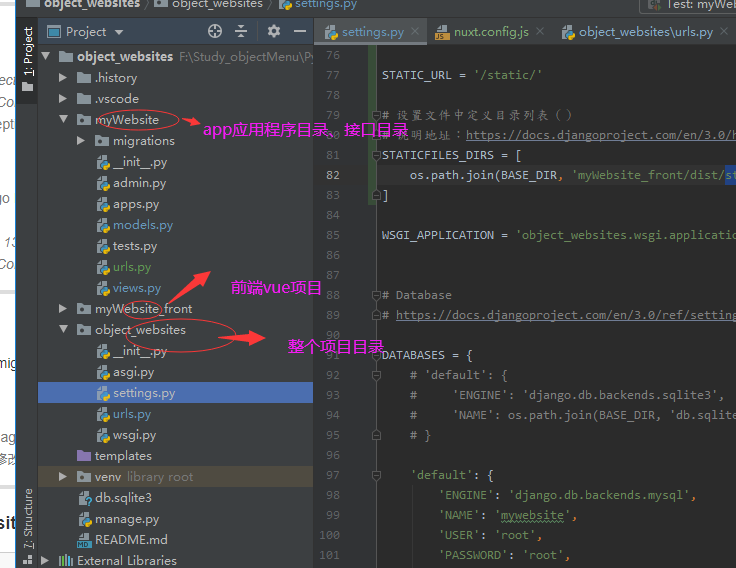 object_websites
object_websites
settings.py
Test: myWeb
Project
settings.py
nuxt.config.js
object_websites\urls.py
1: Project
object_websites F:\Study_objectMenu\Py
.history
.vscode
myWebsite
app应用程序目录、接口目录
migrations
__init__.py
admin.py
apps.py
models.py
tests.py
urls.py
views.py
myWebsite_front
前端vue项目
object_websites
整个项目目录
__init__.py
asgi.py
settings.py
urls.py
wsgi.py
templates
venv library root
db.sqlite3
manage.py
README.md
External Libraries
7: Structure
76
77 STATIC_URL = '/static/'
78
79 # 设置文件中定义目录列表（）
明地址：https://docs.djangoproject.com/en/3.0/h
81 STATICFILES_DIRS = [
82 os.path.join(BASE_DIR, 'myWebsite_front/dist/st
83 ]
84
85 WSGI_APPLICATION = 'object_websites.wsgi.applicatio
86
87
88 # Database
89 # https://docs.djangoproject.com/en/3.0/ref/setting
90
91 DATABASES = {
92 # 'default': {
93 # 'ENGINE': 'django.db.backends.sqlite3',
94 # 'NAME': os.path.join(BASE_DIR, 'db.sqlite
95 # }
96
97 'default': {
98 'ENGINE': 'django.db.backends.mysql',
99 'NAME': 'mywebsite',
100 'USER': 'root',
101 'PASSWORD': 'root',